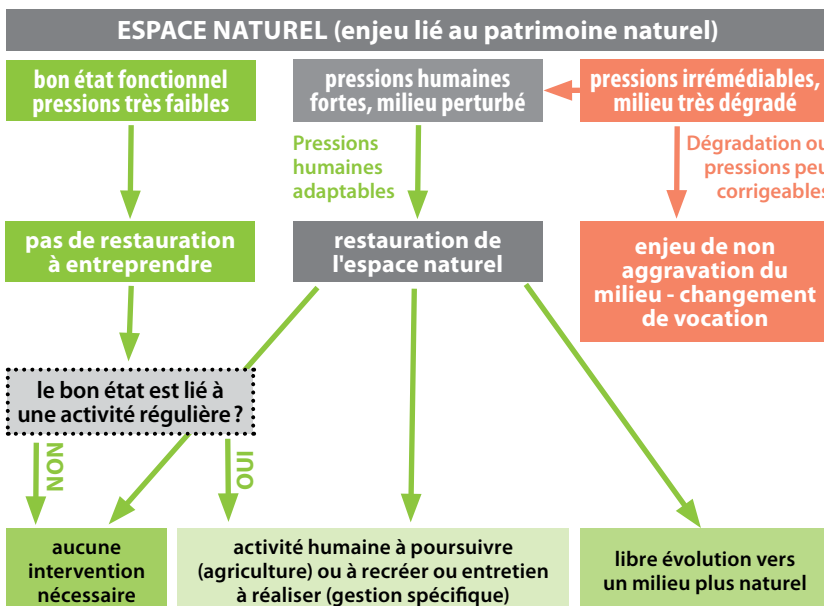 ESPACE NATUREL (enjeu lié au patrimoine naturel)
bon état fonctionnel
pressions très faibles
pressions humaines
fortes, milieu perturbé
pressions irrémédiables,
milieu très dégradé
Pressions
humaines
adaptables
Dégradation ou
pressions peu
corrigeables
pas de restauration
à entreprendre
restauration de
l'espace naturel
enjeu de non
aggravation du
milieu - changement
de vocation
le bon état est lié à
une activité régulière ?
NON
OUI
aucune
intervention
nécessaire
activité humaine à poursuivre
(agriculture) ou à recréer ou entretien
à réaliser (gestion spécifique)
libre évolution vers
un milieu plus naturel